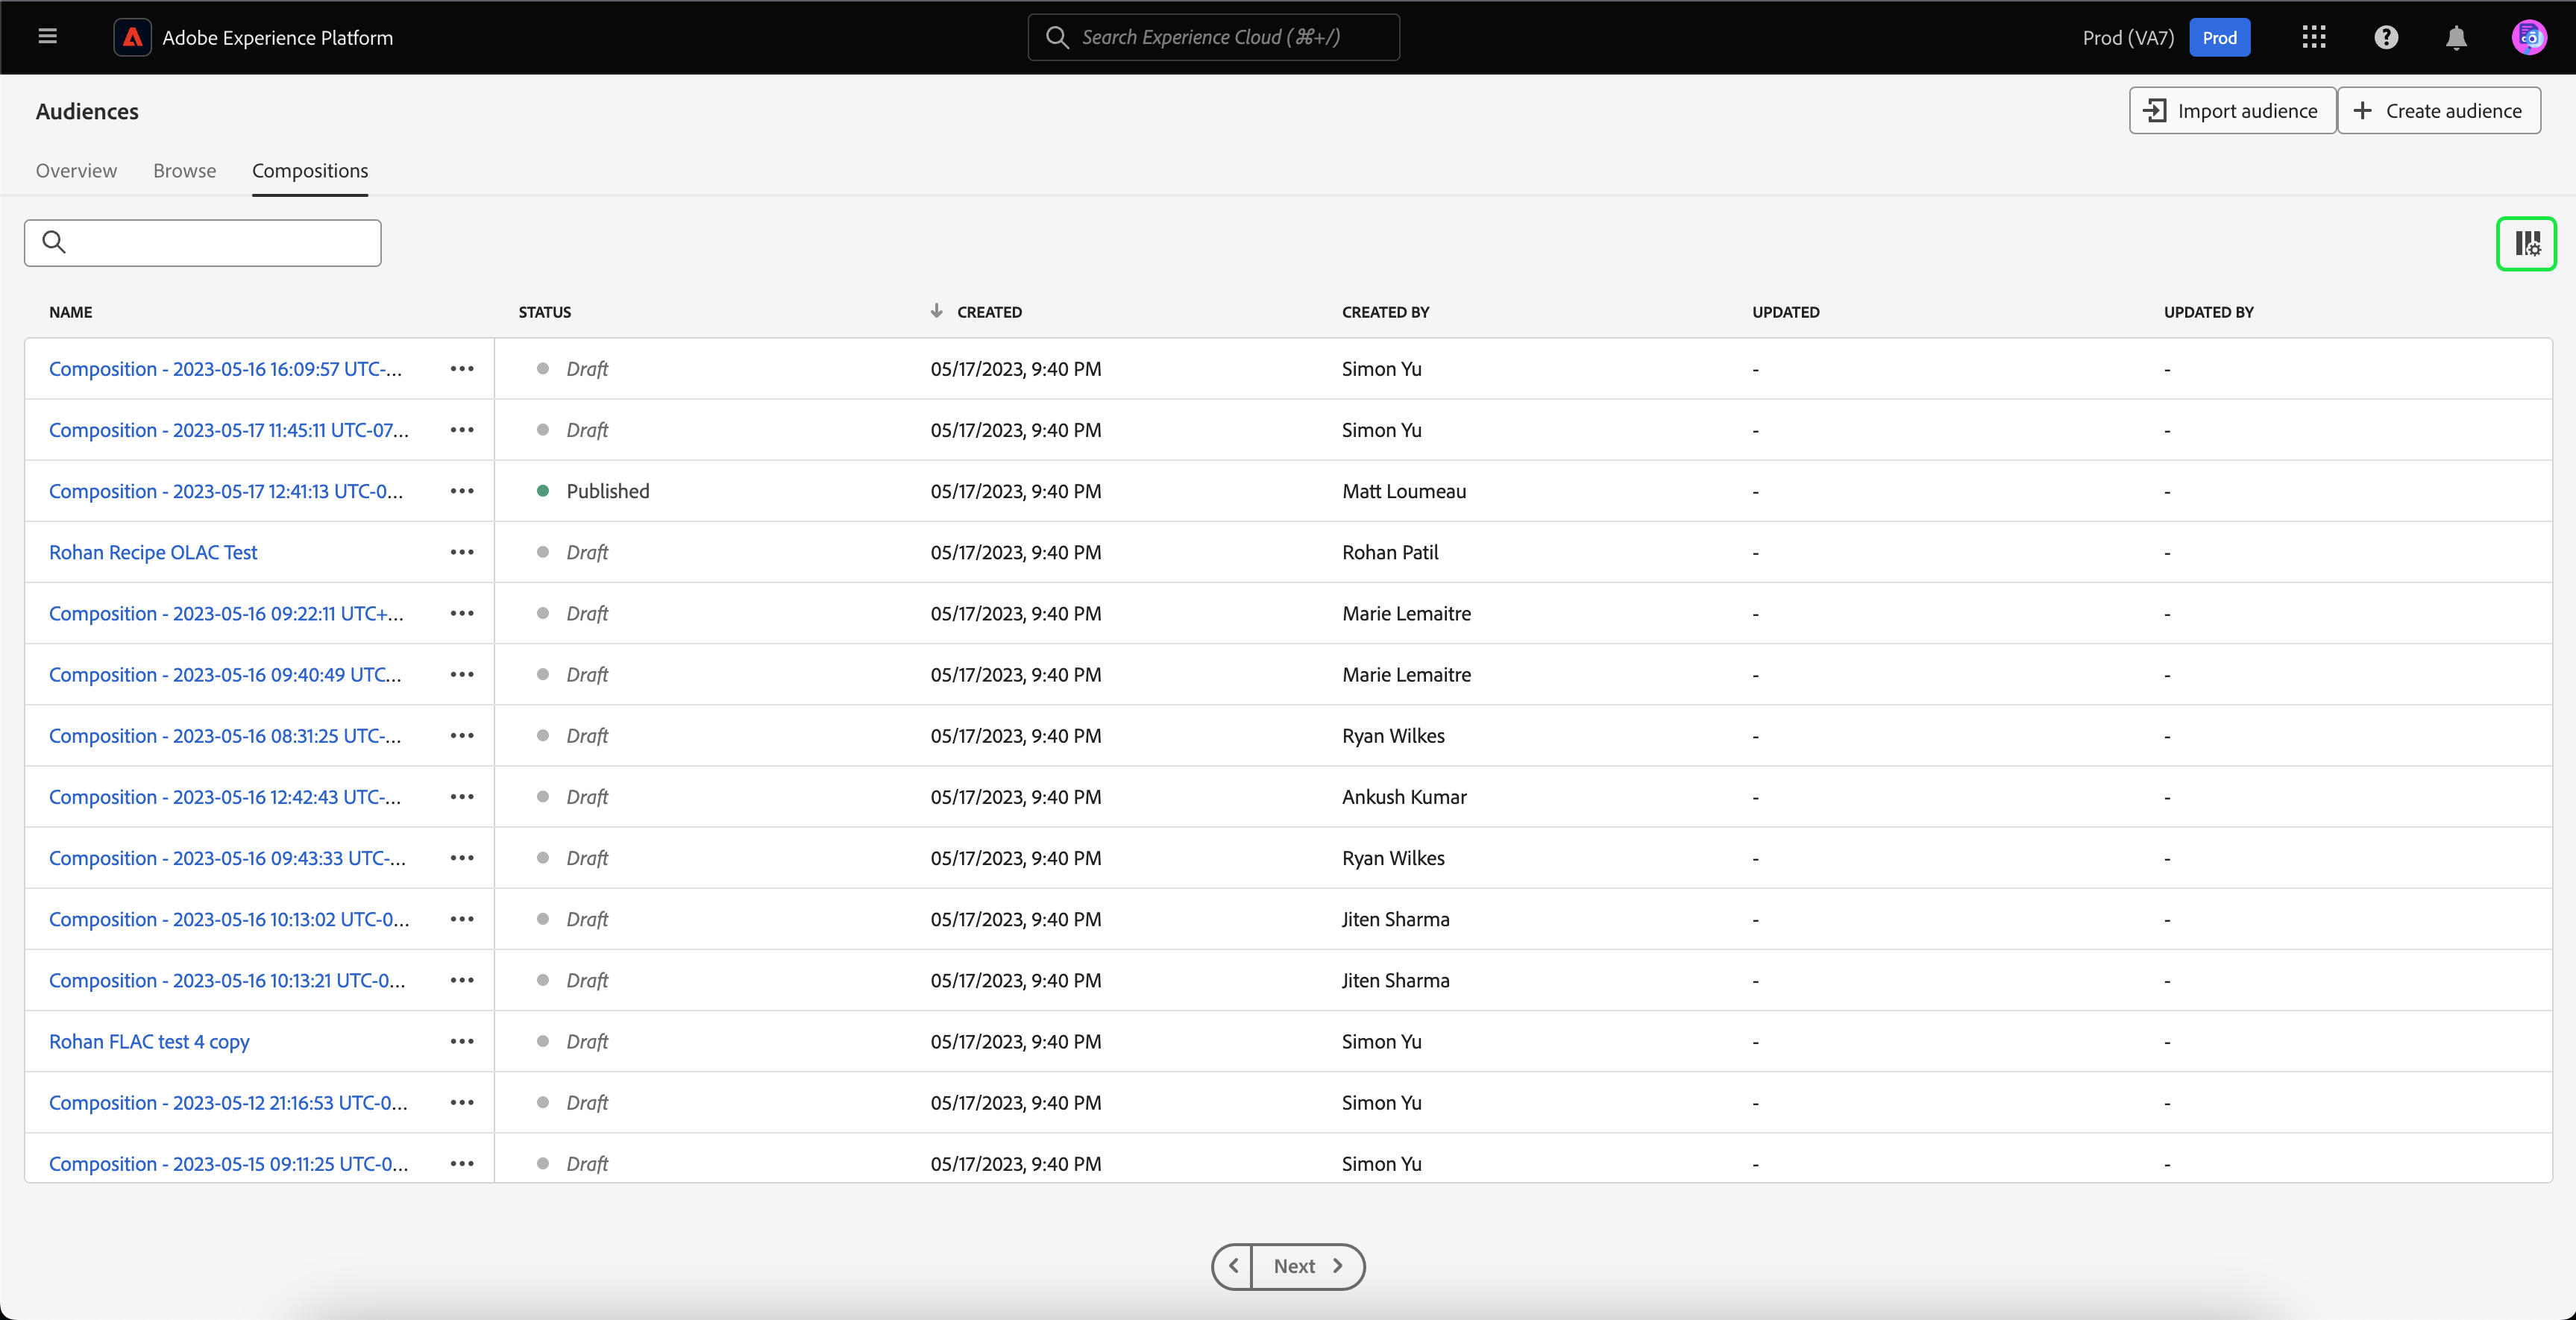 Adobe Experience Platform
Search Experience Cloud (⌘+/)
Prod (VA7) Prod
Audiences
Import audience
Create audience
Overview Browse Compositions
NAME STATUS CREATED CREATED BY UPDATED UPDATED BY
Composition - 2023-05-16 16:09:57 UTC-... ••• Draft 05/17/2023, 9:40 PM Simon Yu - -
Composition - 2023-05-17 11:45:11 UTC-07... ••• Draft 05/17/2023, 9:40 PM Simon Yu - -
Composition - 2023-05-17 12:41:13 UTC-0... ••• Published 05/17/2023, 9:40 PM Matt Loumeau - -
Rohan Recipe OLAC Test ••• Draft 05/17/2023, 9:40 PM Rohan Patil - -
Composition - 2023-05-16 09:22:11 UTC+... ••• Draft 05/17/2023, 9:40 PM Marie Lemaitre - -
Composition - 2023-05-16 09:40:49 UTC... ••• Draft 05/17/2023, 9:40 PM Marie Lemaitre - -
Composition - 2023-05-16 08:31:25 UTC-... ••• Draft 05/17/2023, 9:40 PM Ryan Wilkes - -
Composition - 2023-05-16 12:42:43 UTC-... ••• Draft 05/17/2023, 9:40 PM Ankush Kumar - -
Composition - 2023-05-16 09:43:33 UTC-... ••• Draft 05/17/2023, 9:40 PM Ryan Wilkes - -
Composition - 2023-05-16 10:13:02 UTC-0... ••• Draft 05/17/2023, 9:40 PM Jiten Sharma - -
Composition - 2023-05-16 10:13:21 UTC-0... ••• Draft 05/17/2023, 9:40 PM Jiten Sharma - -
Rohan FLAC test 4 copy ••• Draft 05/17/2023, 9:40 PM Simon Yu - -
Composition - 2023-05-12 21:16:53 UTC-0... ••• Draft 05/17/2023, 9:40 PM Simon Yu - -
Composition - 2023-05-15 09:11:25 UTC-0... ••• Draft 05/17/2023, 9:40 PM Simon Yu - -
Next